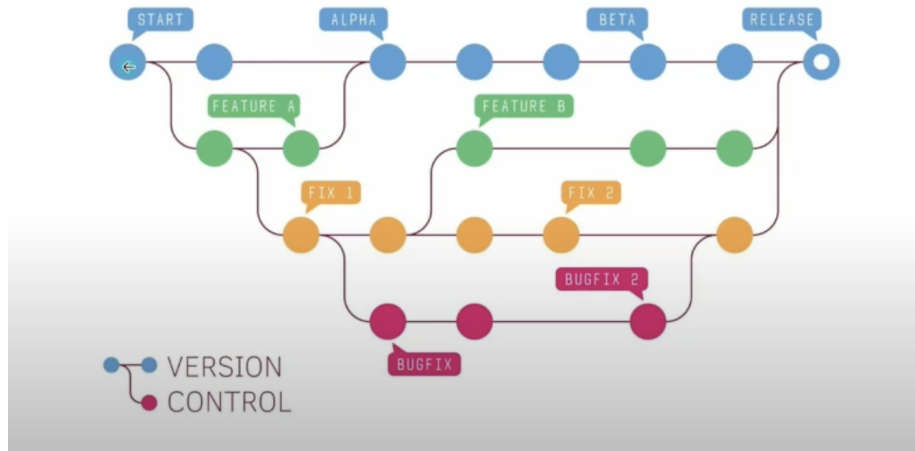 START
ALPHA
BETA
RELEASE
FEATURE A
FEATURE B
FIX 1
FIX 2
BUGFIX 2
BUGFIX
VERSION
CONTROL